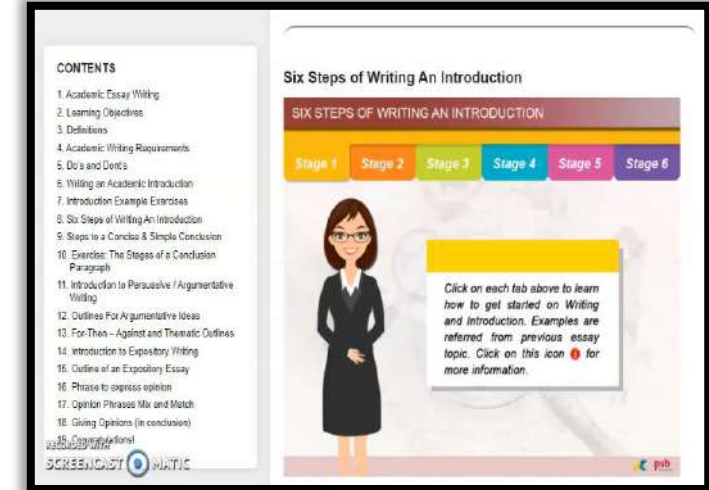 CONTENTS
1. Academic Essay Writing
2. Learning Objectives
3. Definitions
4. Academic Writing Requirements
5. Do's and Dont's
6. Writing an Academic Introduction
7. Introduction Example Exercises
8. Six Steps of Writing An Introduction
9. Steps to a Concise & Simple Conclusion
10. Exercise: The Stages of a Conclusion
Paragraph
11. Introduction to Persuasive / Argumentative
Writing
12. Outlines For Argumentative Ideas
13. For-Then – Against and Thematic Outlines
14. Introduction to Expository Writing
15. Outline of an Expository Essay
16. Phrase to express opinion
17. Opinion Phrases Mix and Match
18. Giving Opinions (in conclusion)
19. Congratulations!
RECORDED WITH
SCREENCAST MATIC
Six Steps of Writing An Introduction
SIX STEPS OF WRITING AN INTRODUCTION
Stage 1 Stage 2 Stage 3 Stage 4 Stage 5 Stage 6
Click on each tab above to learn
how to get started on Writing
and Introduction. Examples are
referred from previous essay
topic. Click on this icon for
more information.
psb